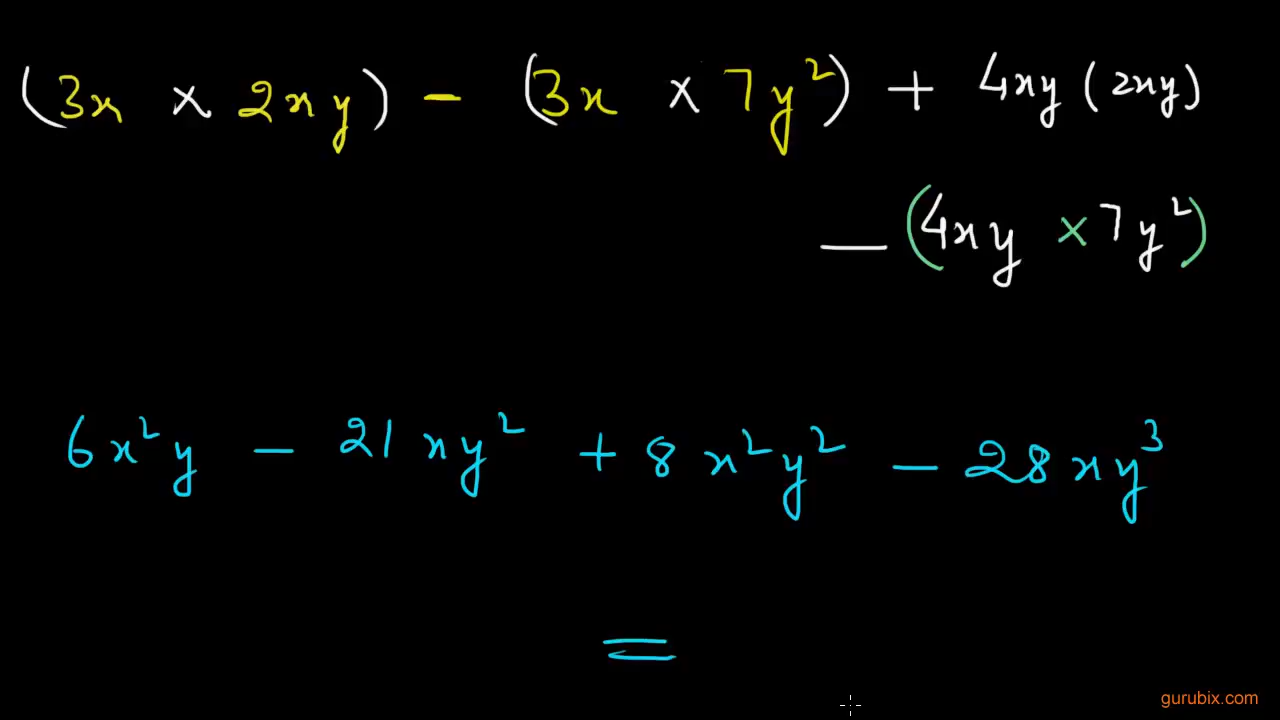 (3x × 2xy) - (3x × 7y²) + 4xy (2xy)
- (4xy × 7y²)
6x²y - 21xy² + 8x²y² - 28xy³
=
gurubix.com